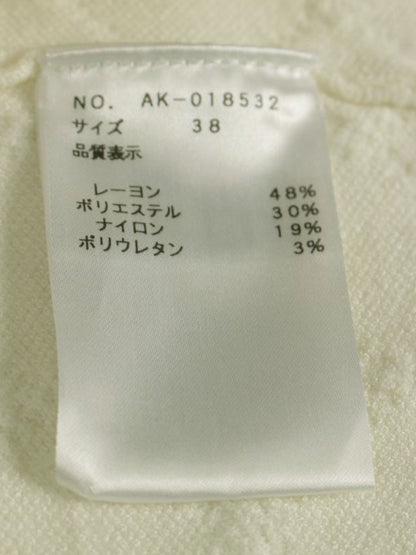 NO. AK-018532
サイズ 38
品質表示
レーヨン 48%
ポリエステル 30%
ナイロン 19%
ポリウレタン 3%